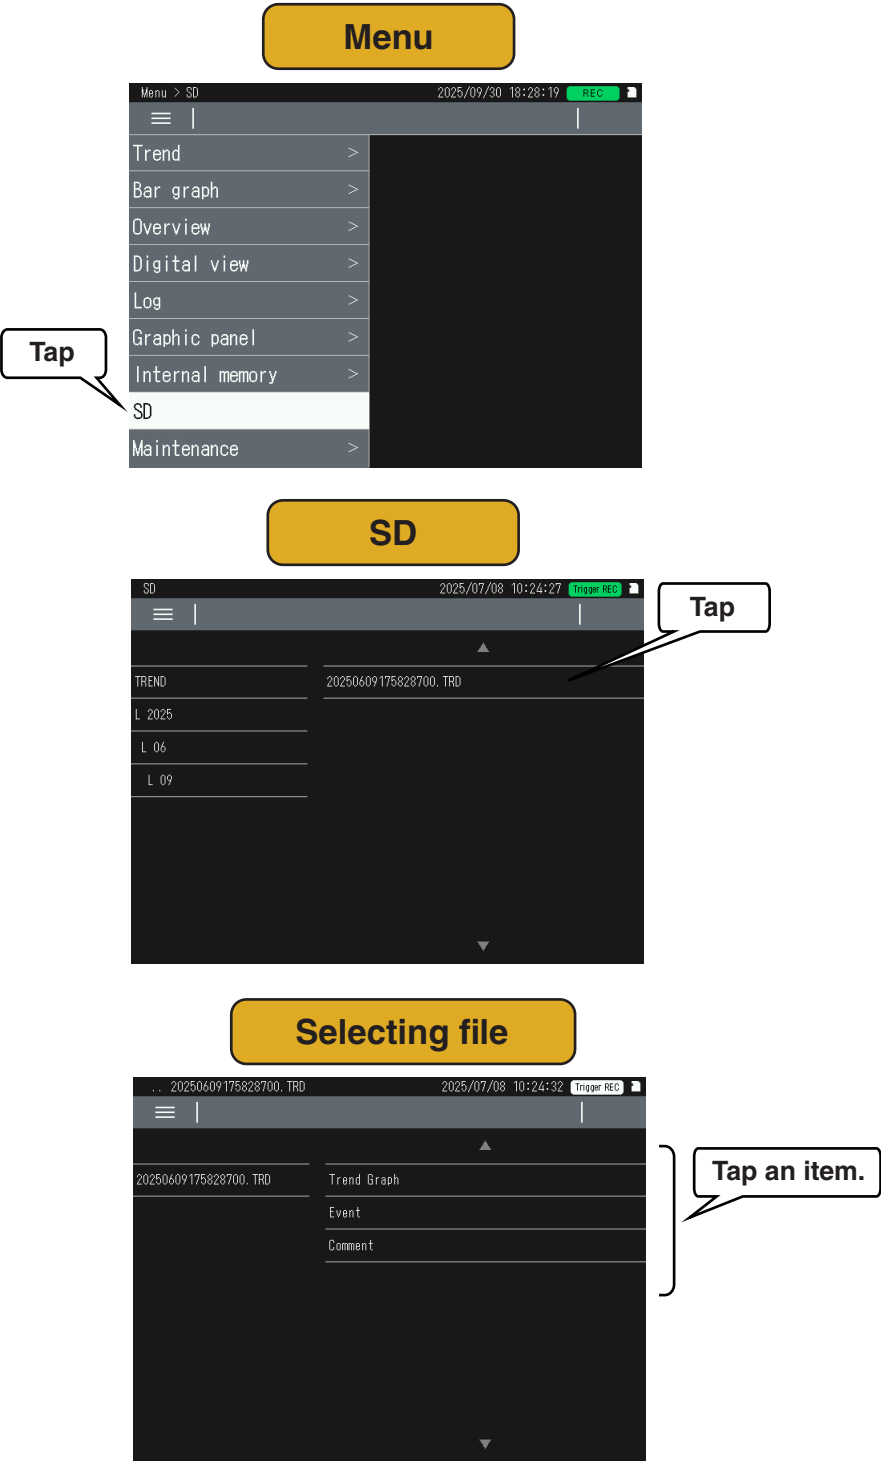 Menu
Menu > SD 2025/09/30 18:28:19 REC
Trend >
Bar graph >
Overview >
Digital view >
Log >
Graphic panel >
Tap
Internal memory >
SD
Maintenance >
SD
SD 2025/07/08 10:24:27 Trigger REC
Tap
TREND 20250609175828700.TRD
L 2025
L 06
L 09
Selecting file
.. 20250609175828700.TRD 2025/07/08 10:24:32 Trigger REC
20250609175828700.TRD Trend Graph
Tap an item.
Event
Comment